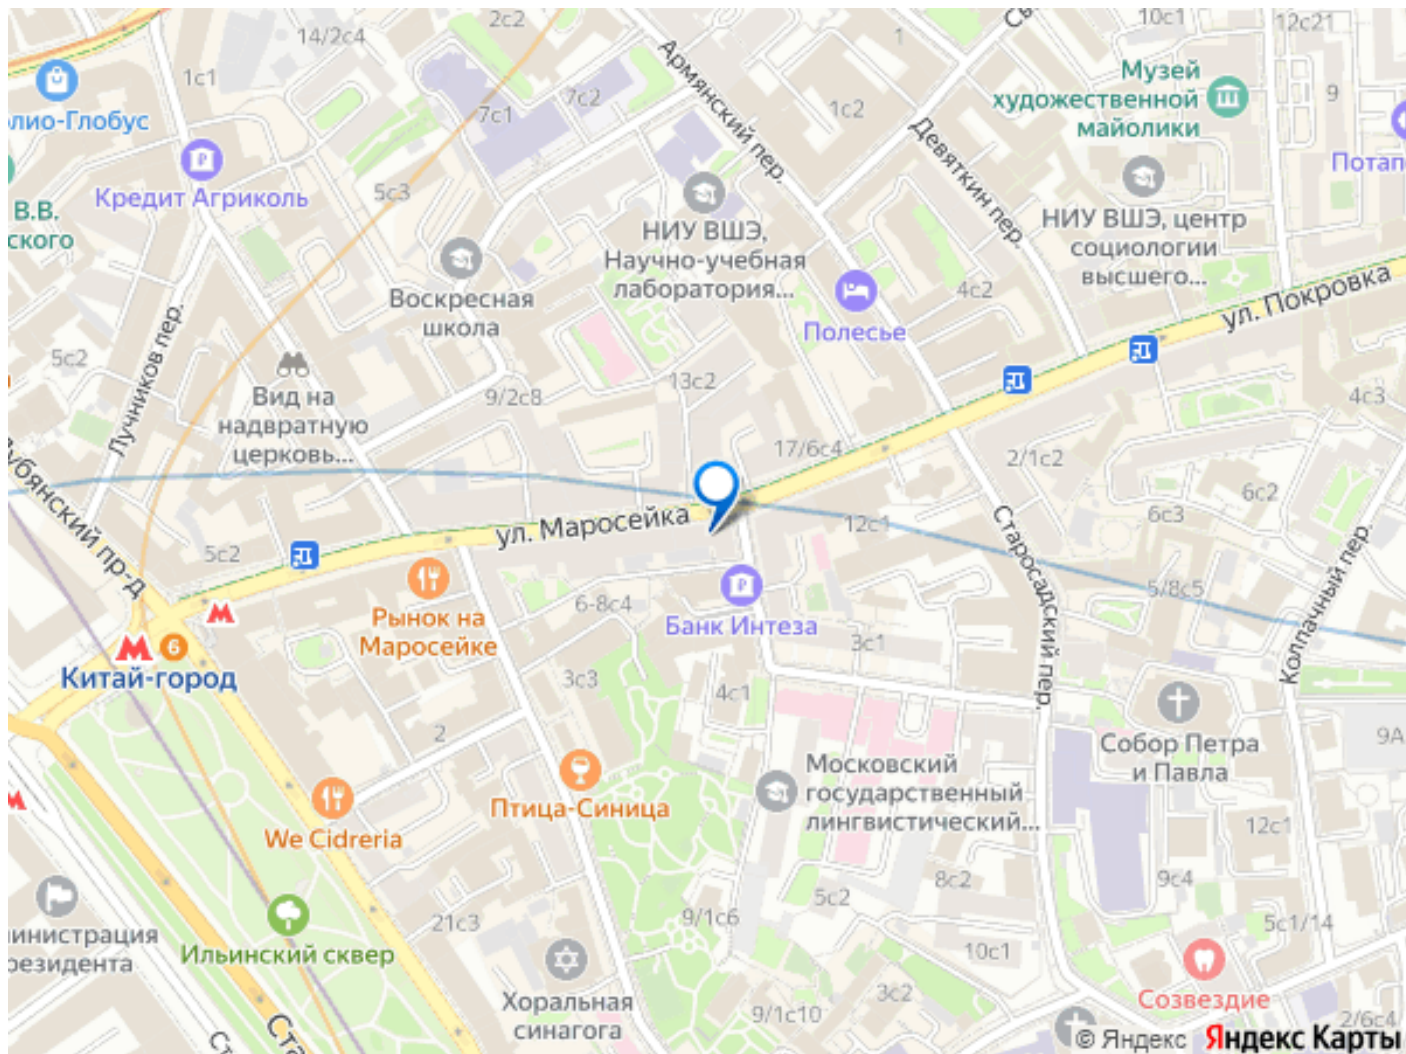 2с2
10с1
12с21
14/2с4
1
Армянский пер.
1с1
Музей
художественной
майолики
9
7с2
7с1
1с2
олио-Глобус
Девяткин пер.
Потап
Кредит Агриколь
5с3
В.В.
ского
НИУ ВШЭ,
Научно-учебная
лаборатория...
НИУ ВШЭ, центр
социологии
высшего...
Воскресная
школа
4с2
ул. Покровка
Полесье
Лучников пер.
5с2
13с2
Вид на
надвратную
церковь...
9/2с8
4с3
17/6с4
2/1с2
Лубянский пр-д
6с2
6с3
ул. Маросейка
12с1
Старосадский пер.
Колпачный пер.
5с2
5/8с5
Рынок на
Маросейке
6-8с4
Банк Интеза
3с1
6
Китай-город
3с3
4с1
2
Собор Петра
и Павла
9А
Московский
государственный
лингвистический...
Птица-Синица
We Cidreria
12с1
8с2
9с4
5с2
9/1с6
21с3
5с1/14
министрация
резидента
Ильинский сквер
10с1
Хоральная
синагога
3с2
Созвездие
9/1с10
2/6с4
Ста
Ст
© Яндекс Яндекс Карты